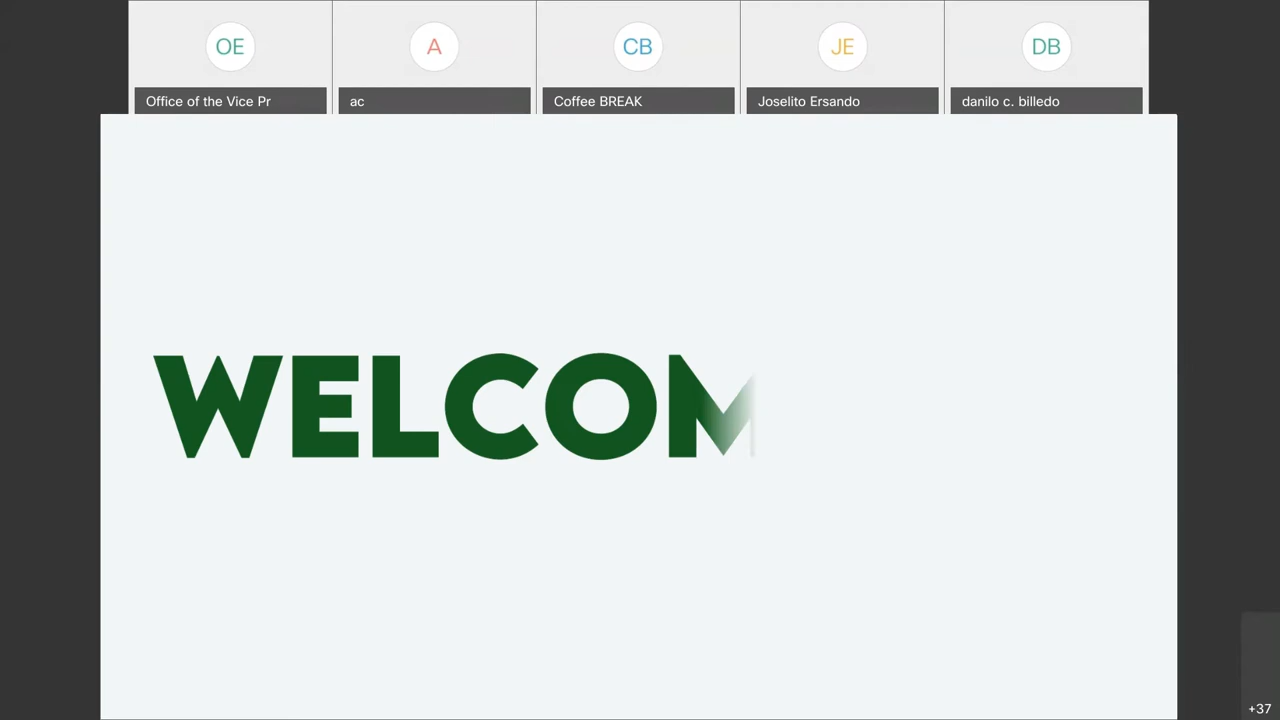 OE
A
CB
JE
DB
Office of the Vice Pr
ac
Coffee BREAK
Joselito Ersando
danilo c. billedo
WELCOM
+37